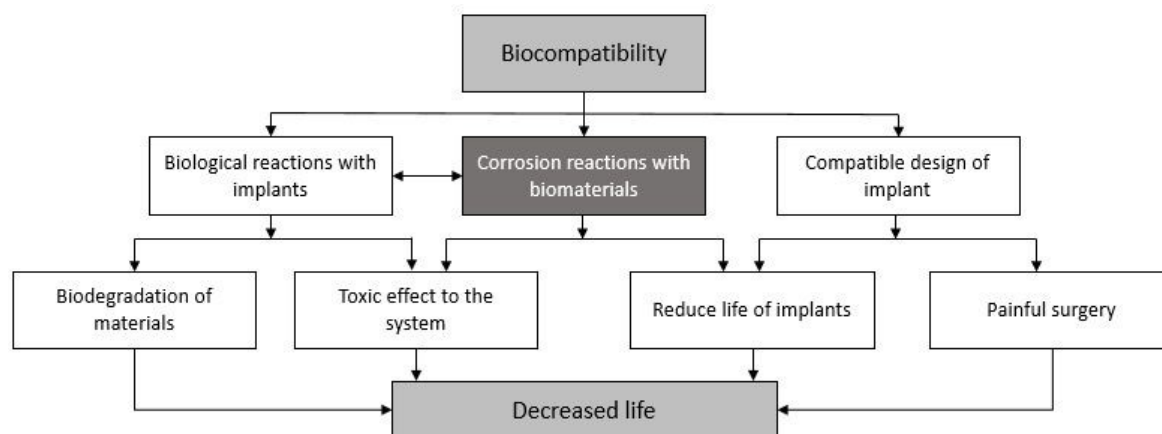 Biocompatibility
Biological reactions with
implants
Corrosion reactions with
biomaterials
Compatible design of
implant
Biodegradation of
materials
Toxic effect to the
system
Reduce life of implants
Painful surgery
Decreased life